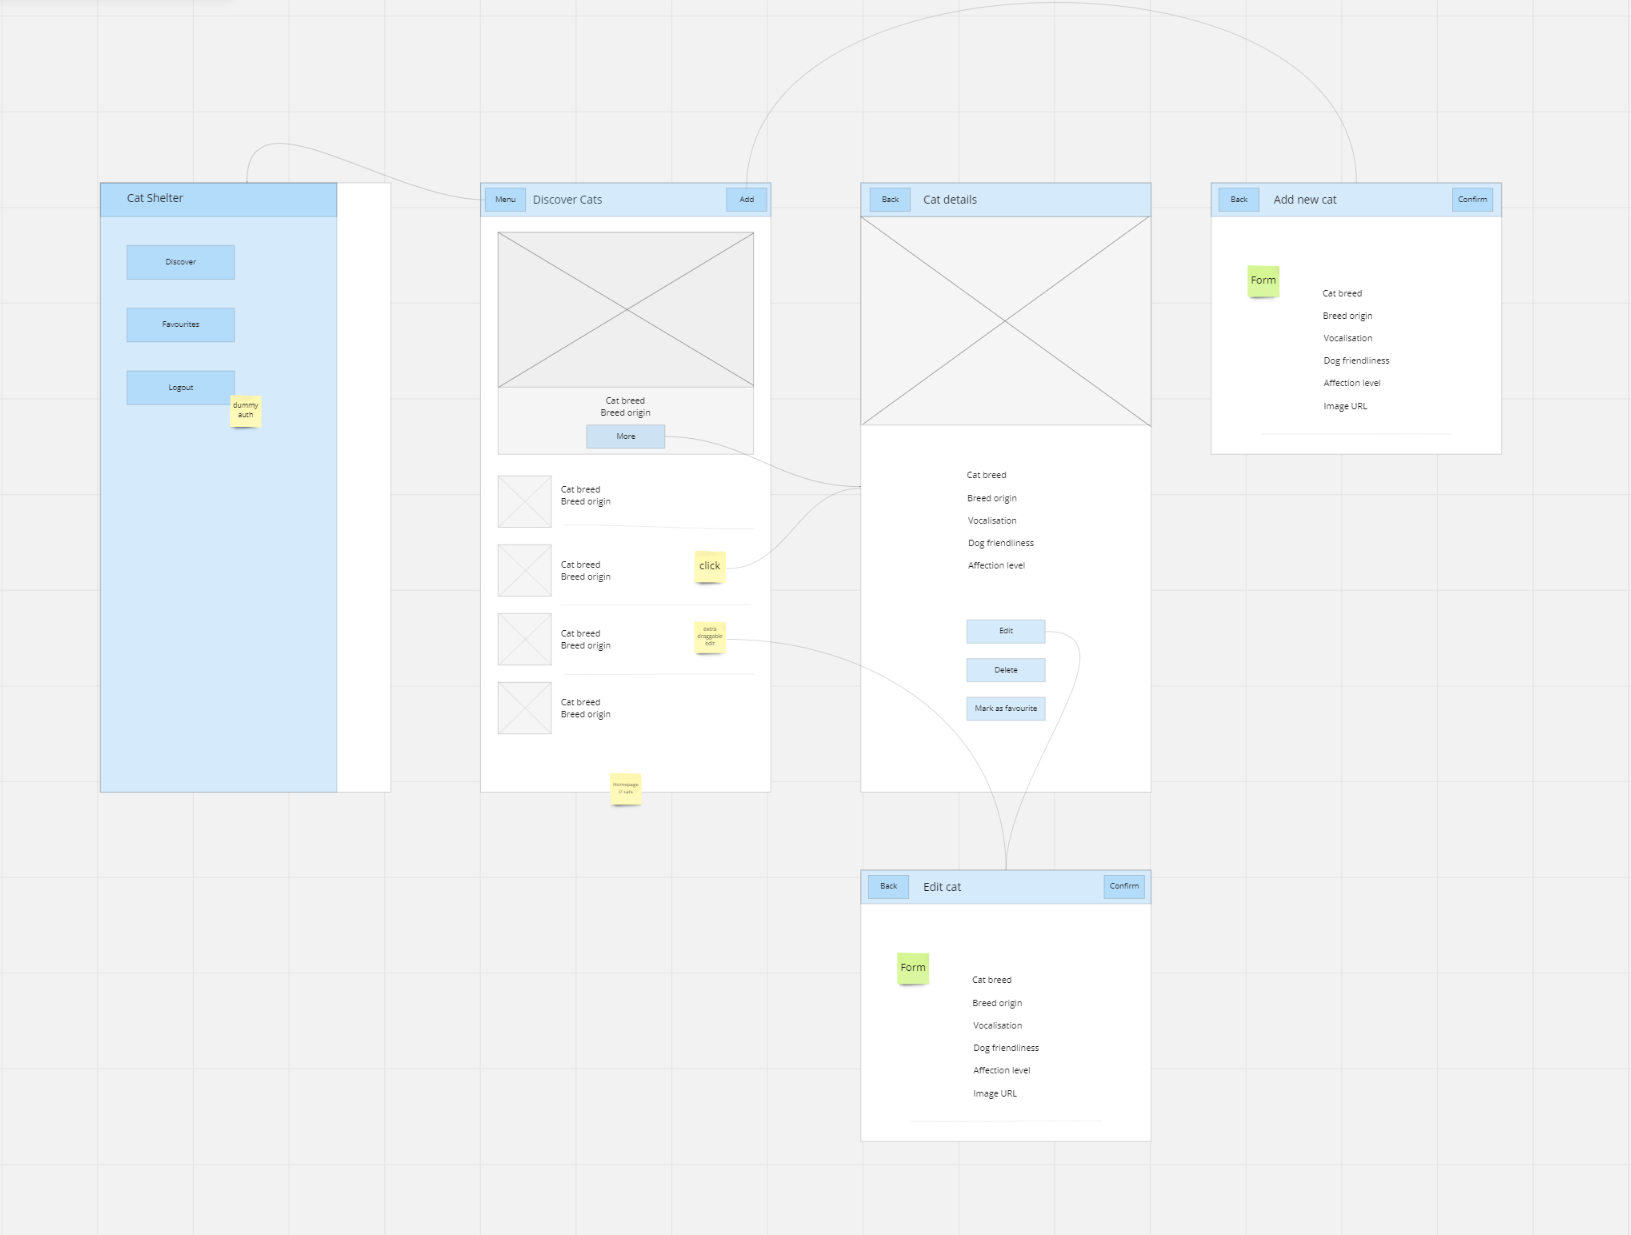 Cat Shelter
Discover
Favourites
Logout
dummy
auth
Menu
Discover Cats
Add
Cat breed
Breed origin
More
Cat breed
Breed origin
Cat breed
Breed origin
click
Cat breed
Breed origin
extra
draggable
edit
Cat breed
Breed origin
Homepage
Back
Cat details
Cat breed
Breed origin
Vocalisation
Dog friendliness
Affection level
Edit
Delete
Mark as favourite
Back
Add new cat
Confirm
Form
Cat breed
Breed origin
Vocalisation
Dog friendliness
Affection level
Image URL
Back
Edit cat
Confirm
Form
Cat breed
Breed origin
Vocalisation
Dog friendliness
Affection level
Image URL